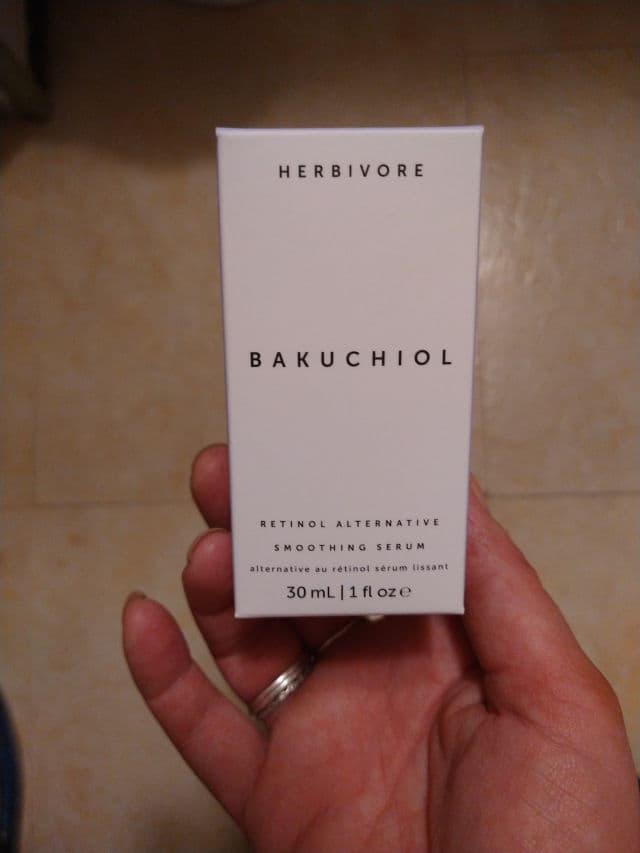 HERBIVORE
BAKUCHIOL
RETINOL ALTERNATIVE
SMOOTHING SERUM
alternative au rétinol sérum lissant
30 mL | 1 fl oz ℮